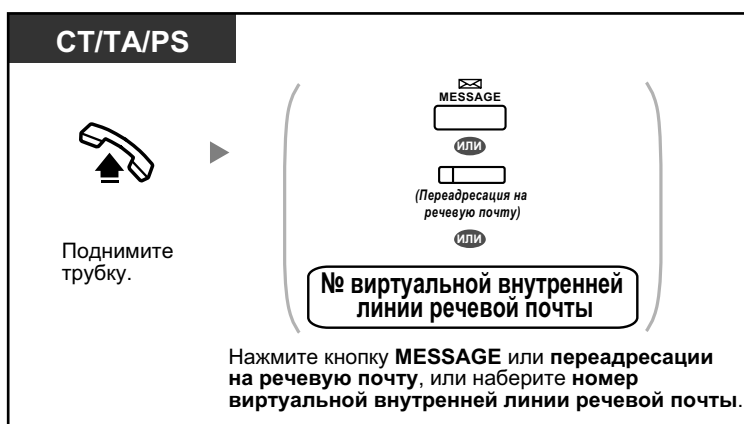 CT/TA/PS
MESSAGE
ИЛИ
(Переадресация на
речевую почту)
ИЛИ
Поднимите
трубку.
№ виртуальной внутренней
линии речевой почты
Нажмите кнопку MESSAGE или переадресации
на речевую почту, или наберите номер
виртуальной внутренней линии речевой почты.